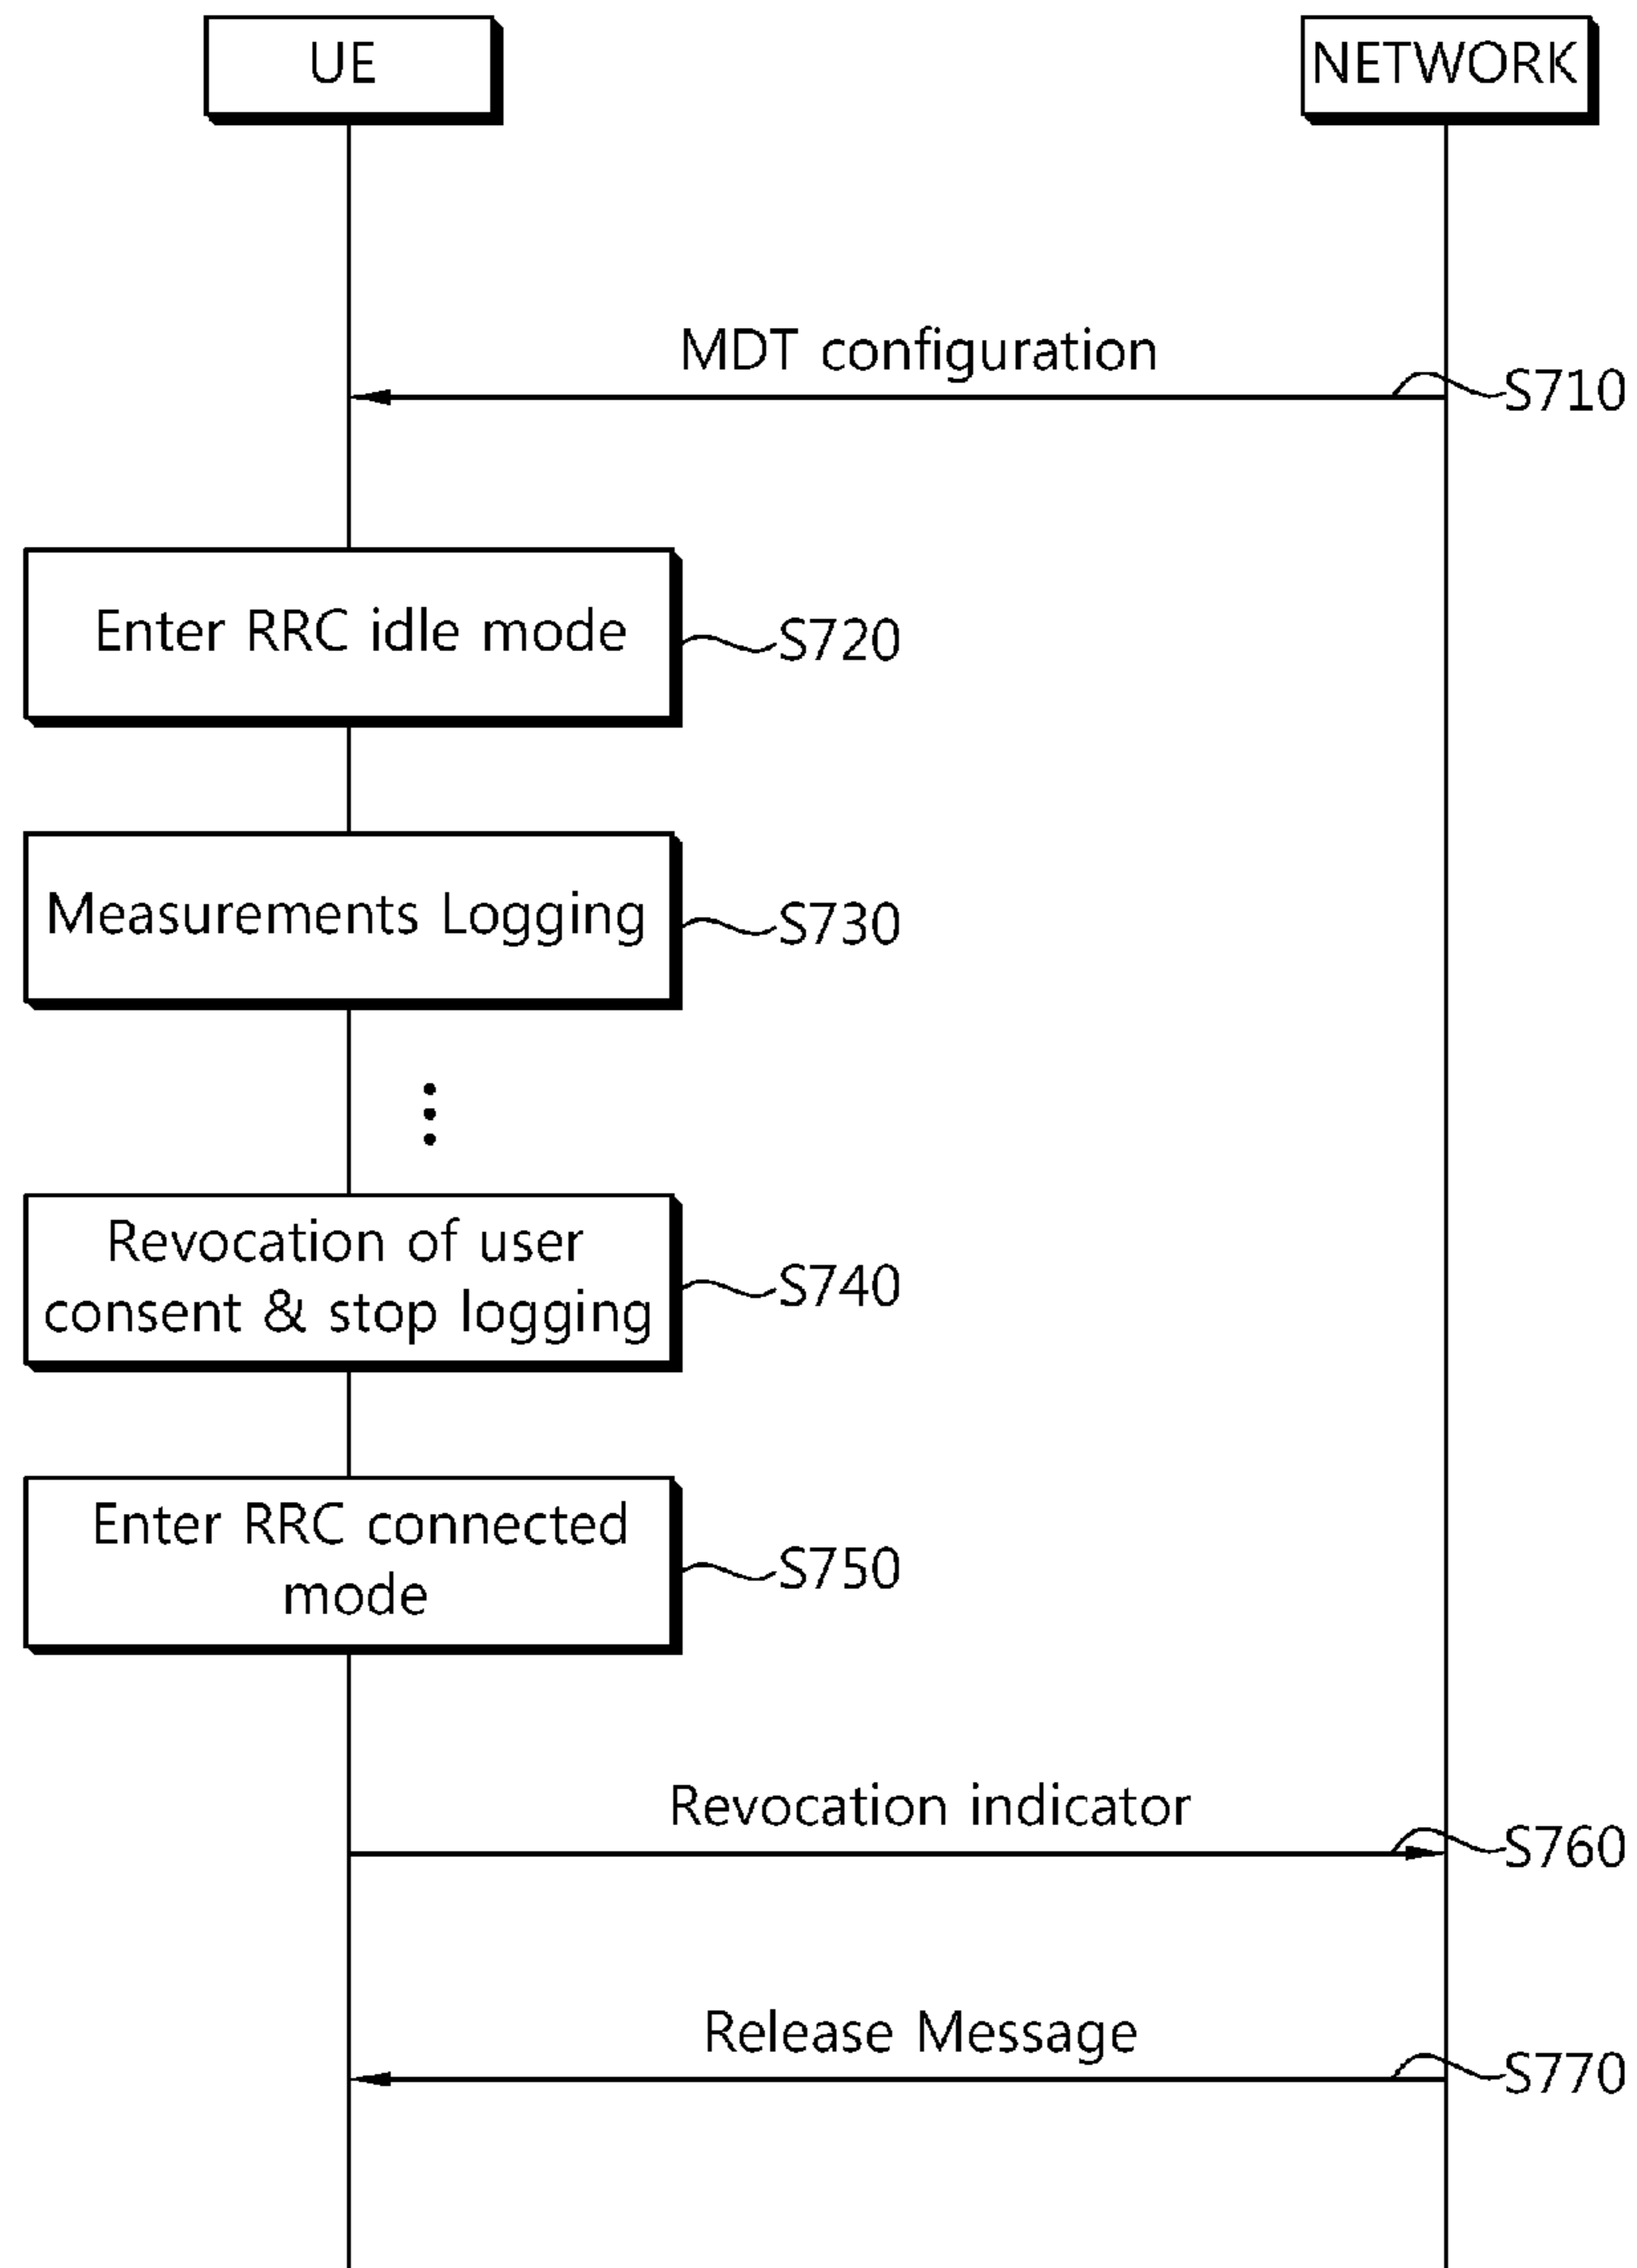 UE
NETWORK
MDT configuration
S710
Enter RRC idle mode
S720
Measurements Logging
S730
Revocation of user
consent & stop logging
S740
Enter RRC connected
mode
S750
Revocation indicator
S760
Release Message
S770